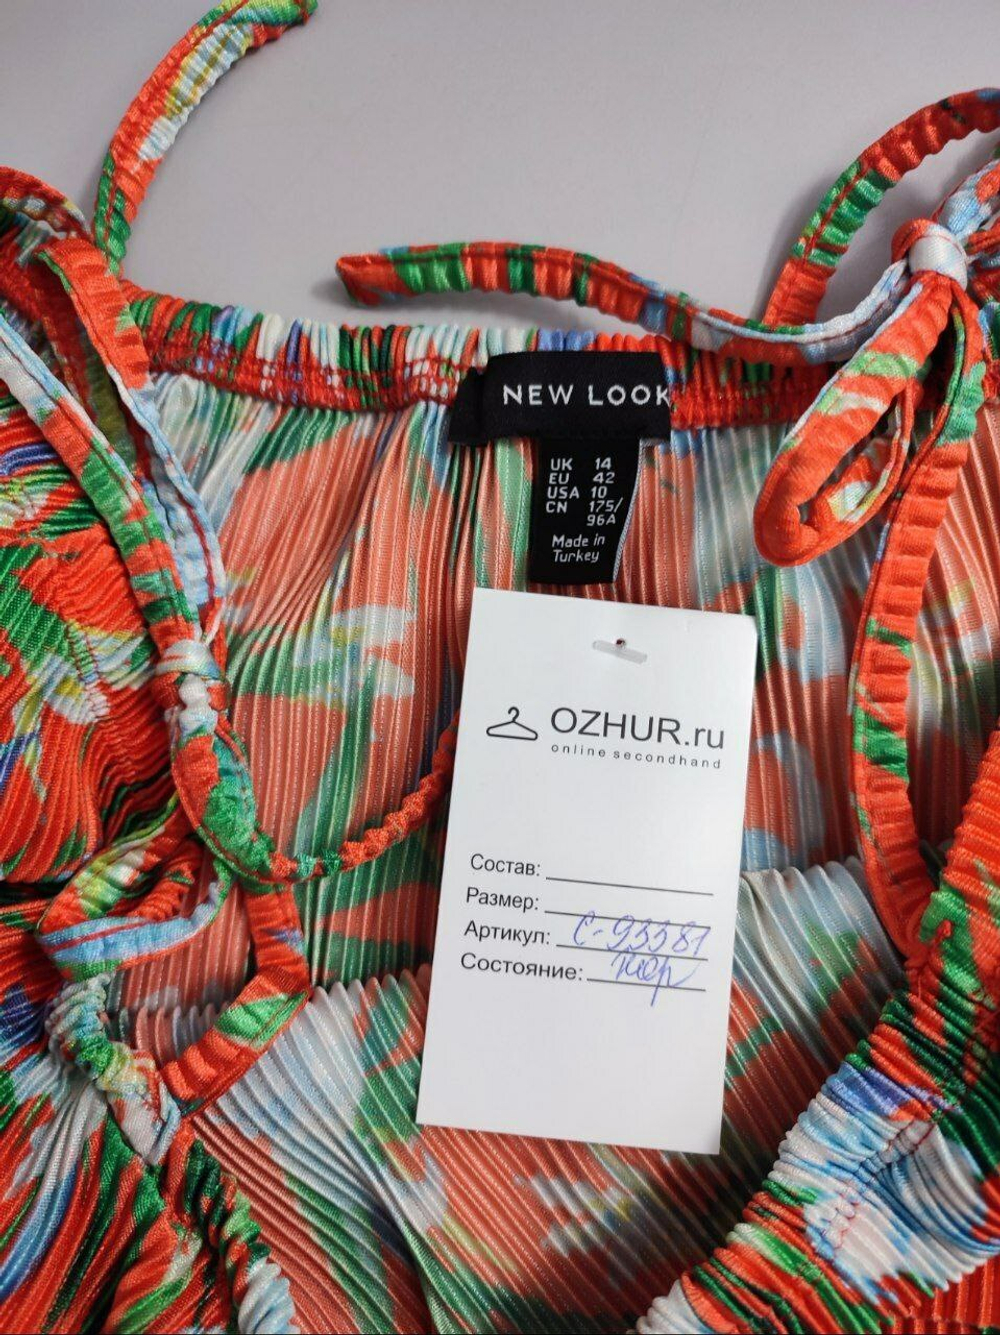 NEW LOOK
UK 14
EU 42
USA 10
CN 175/
96A
Made in
Turkey
OZHUR.ru
online secondhand
Состав:
Размер:
Артикул: С-93381
Состояние: